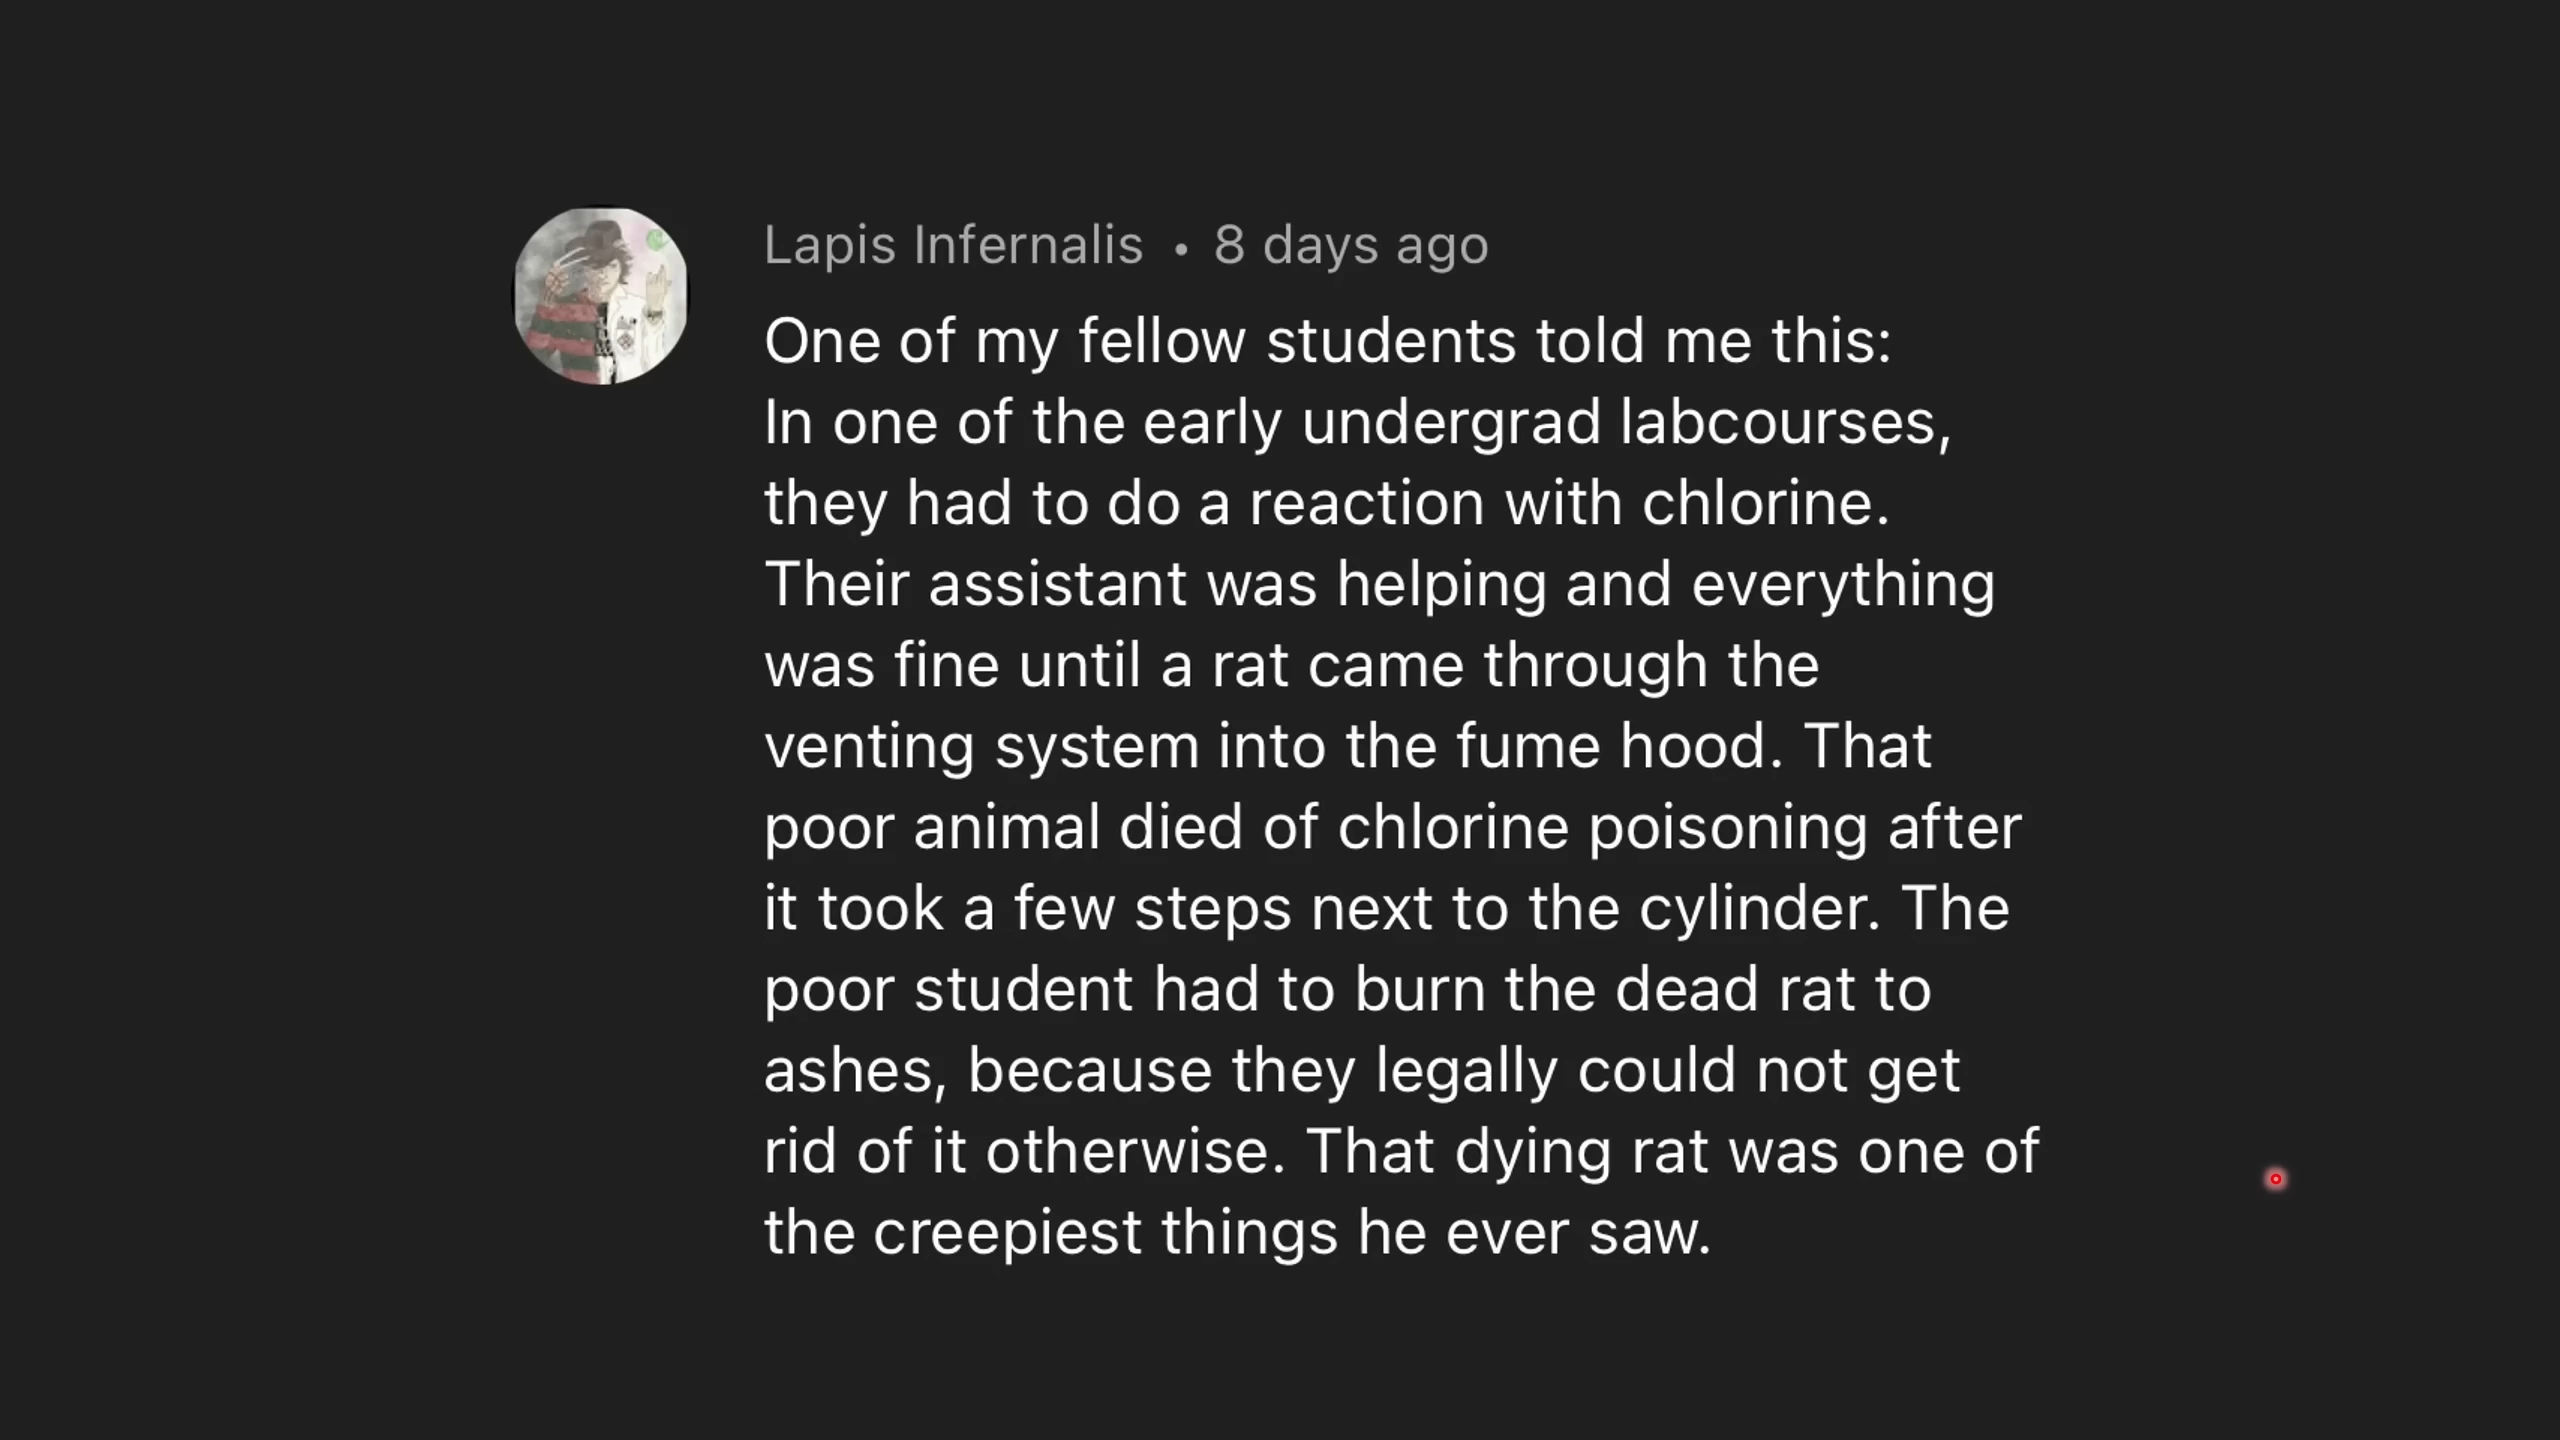 Lapis Infernalis • 8 days ago
One of my fellow students told me this:
In one of the early undergrad labcourses,
they had to do a reaction with chlorine.
Their assistant was helping and everything
was fine until a rat came through the
venting system into the fume hood. That
poor animal died of chlorine poisoning after
it took a few steps next to the cylinder. The
poor student had to burn the dead rat to
ashes, because they legally could not get
rid of it otherwise. That dying rat was one of
the creepiest things he ever saw.